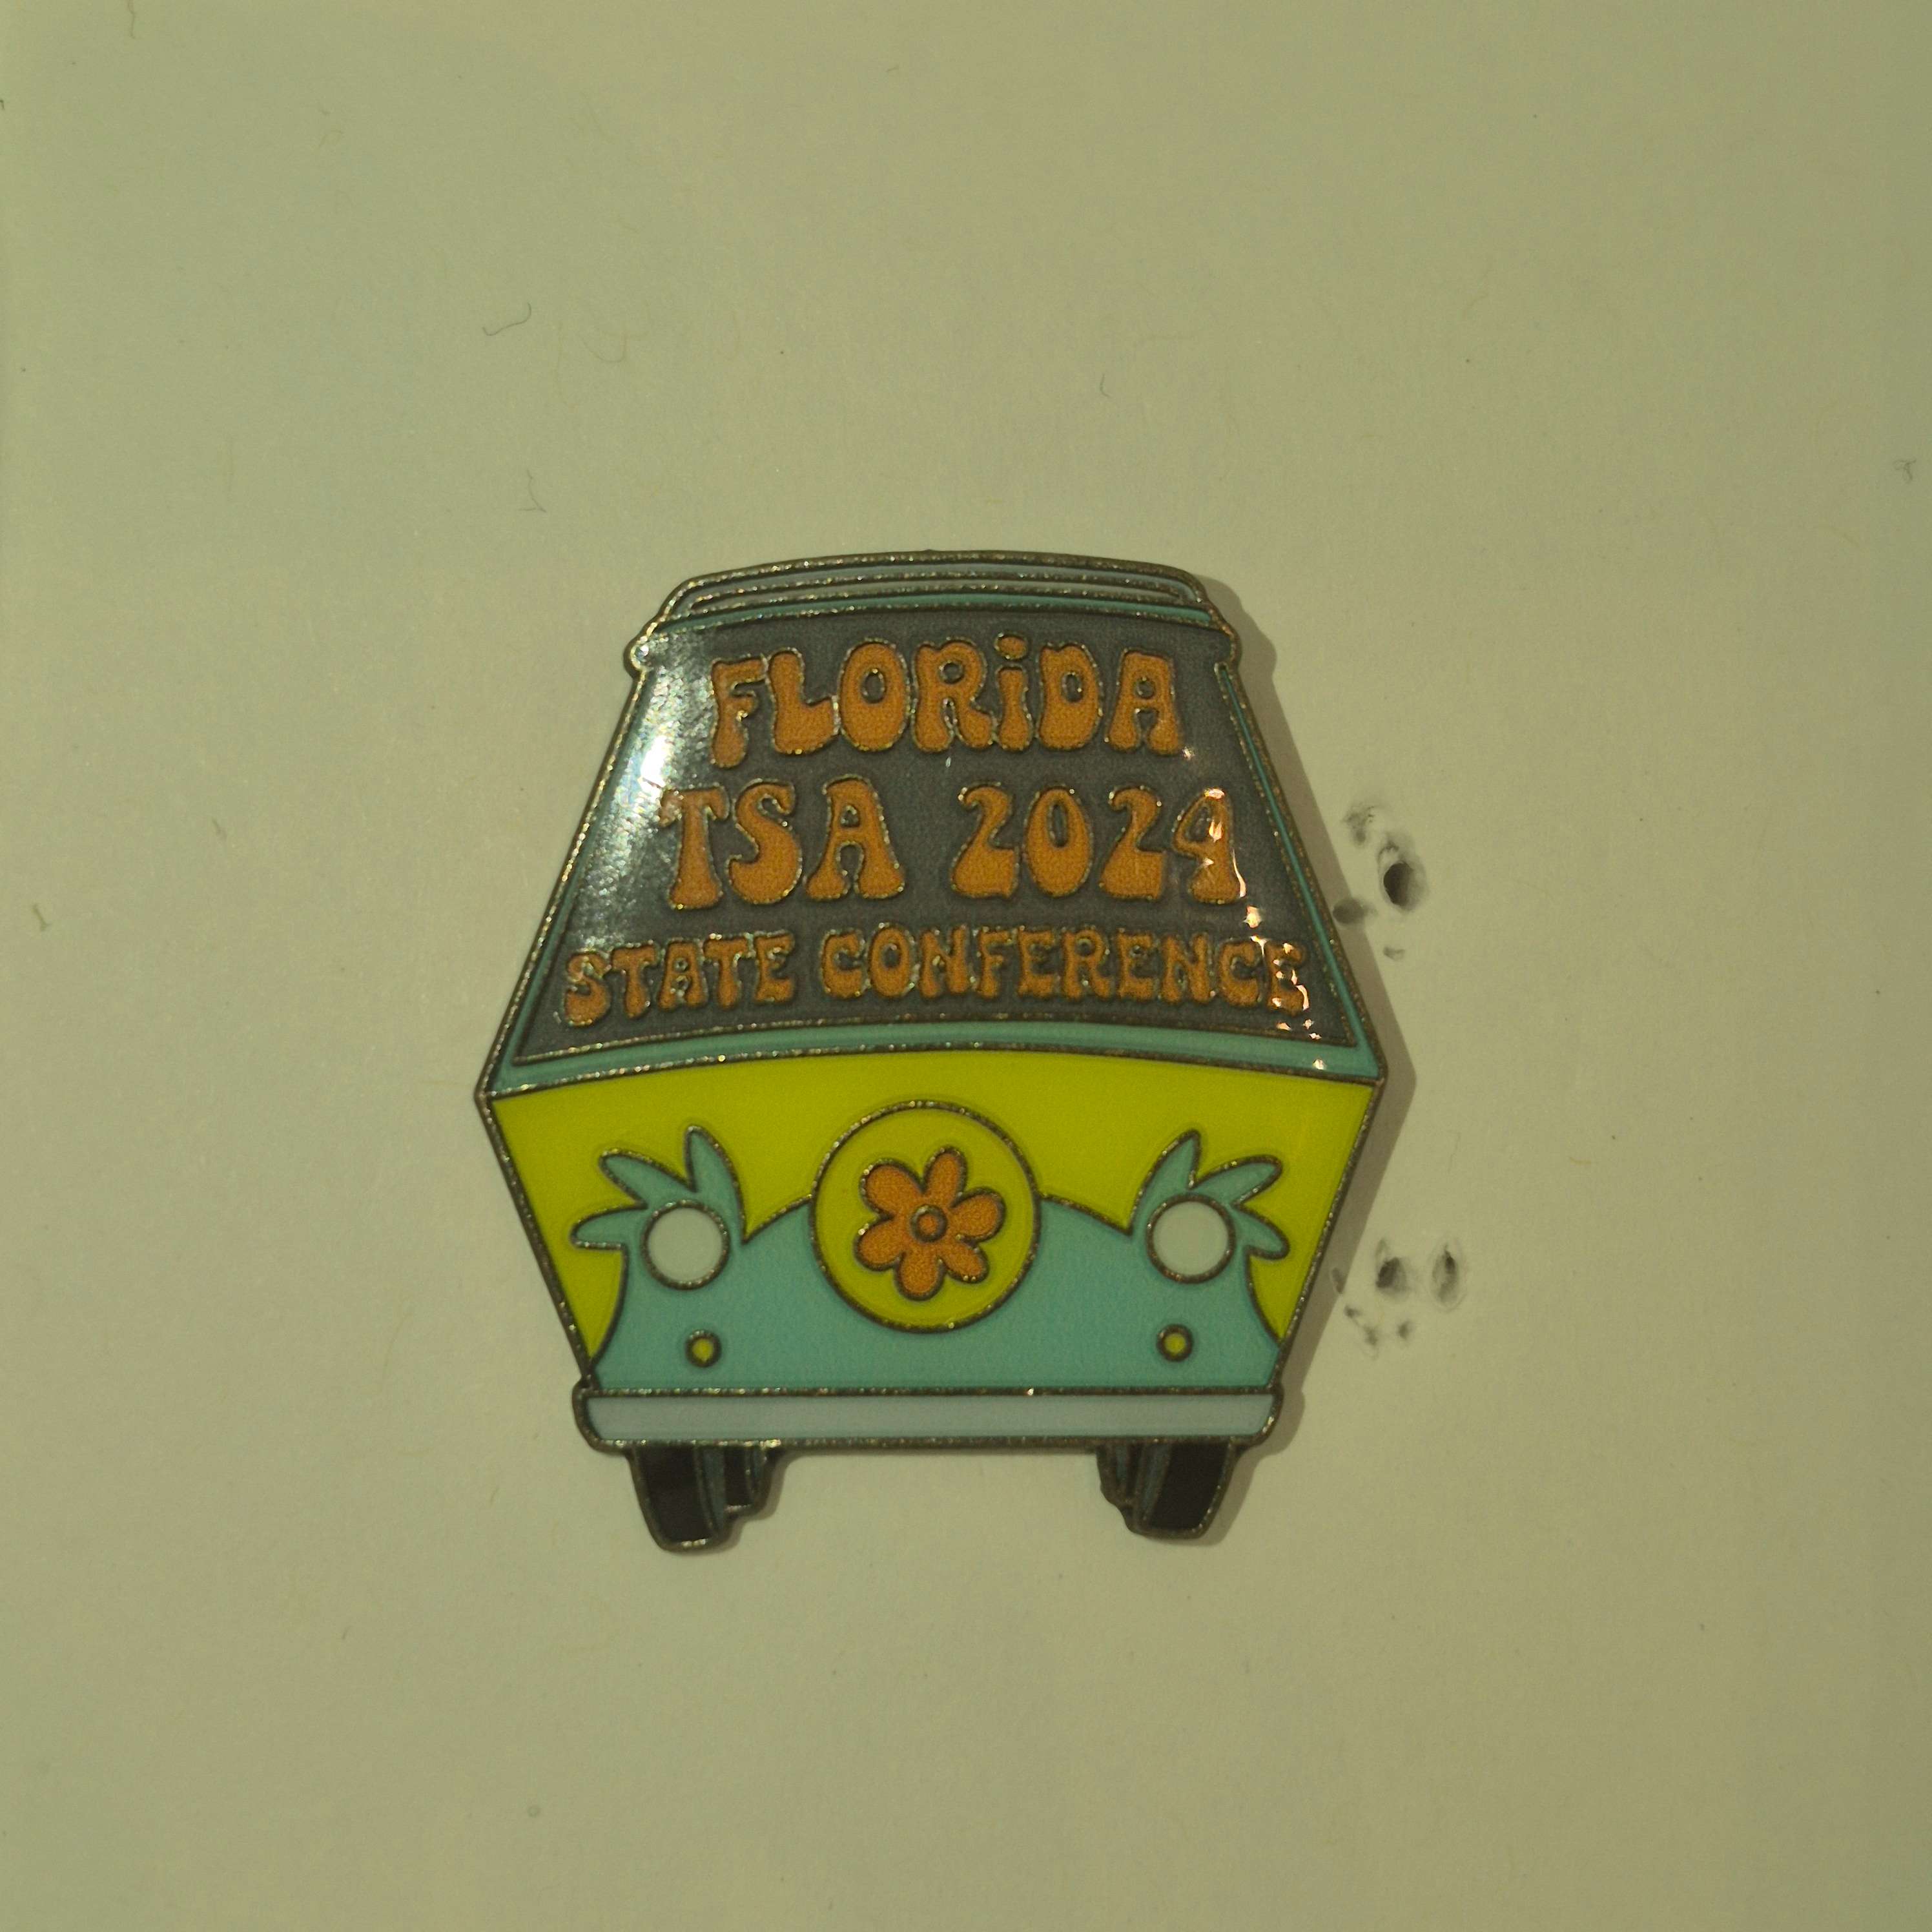 FLORiDA
TSA 2024
STATE CONFERENCE